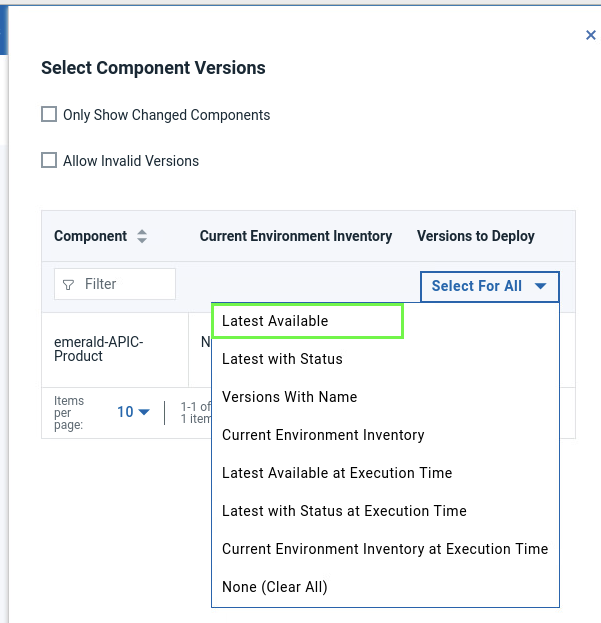 ×
Select Component Versions
Only Show Changed Components
Allow Invalid Versions
Component Current Environment Inventory Versions to Deploy
Filter Select For All
emerald-APIC-
Product
N
Items
per
page:
10
1-1 of
1 item
Latest Available
Latest with Status
Versions With Name
Current Environment Inventory
Latest Available at Execution Time
Latest with Status at Execution Time
Current Environment Inventory at Execution Time
None (Clear All)